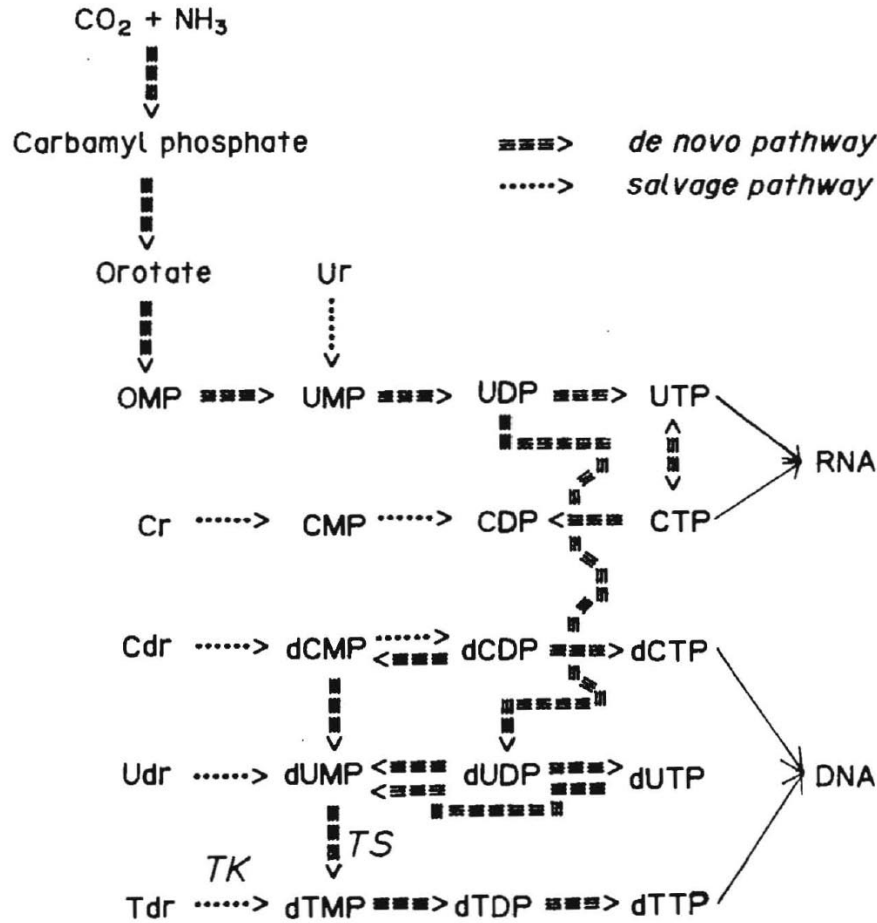 CO₂ + NH₃
Carbamyl phosphate
===> de novo pathway
······> salvage pathway
Orotate
Ur
OMP ===> UMP ===> UDP ===> UTP
RNA
Cr ······> CMP ······> CDP <=== CTP
Cdr ······> dCMP ······> <=== dCDP ===> dCTP
Udr ······> dUMP <=== <=== dUDP ===> dUTP
DNA
TS
TK
Tdr ······> dTMP ===> dTDP ===> dTTP